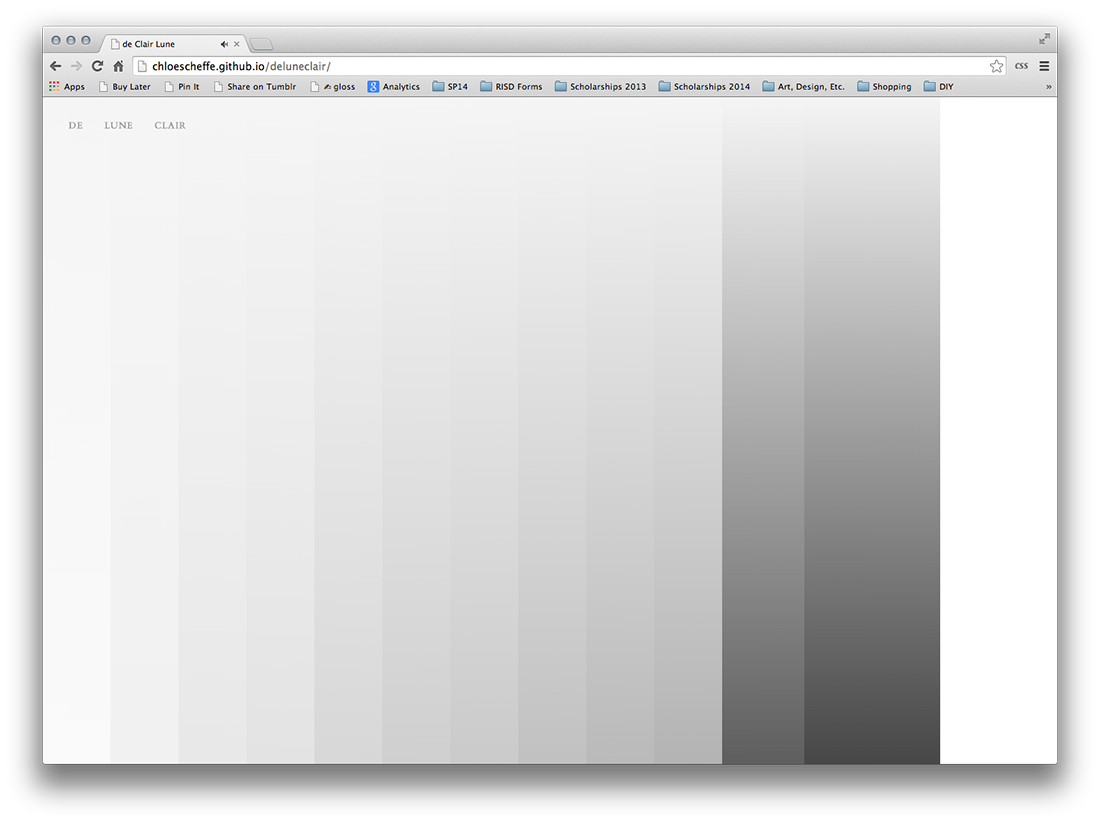 de Clair Lune
chloescheffe.github.io/deluneclair/
CSS
Apps Buy Later Pin It Share on Tumblr ✍ gloss Analytics SP14 RISD Forms Scholarships 2013 Scholarships 2014 Art, Design, Etc. Shopping DIY »
DE LUNE CLAIR